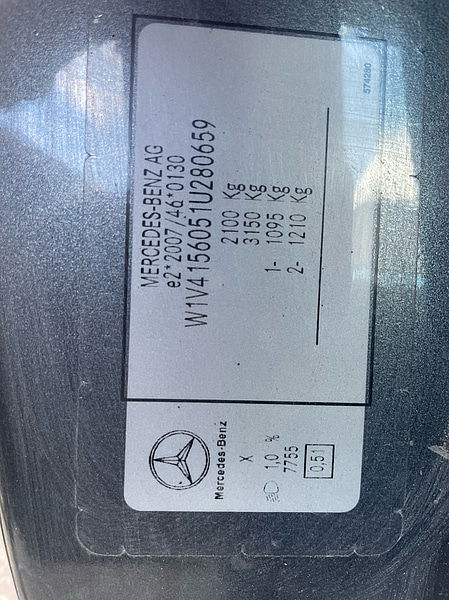 MERCEDES-BENZ AG
e2*2007/46*0130
W1V4156051U280659
2100 Kg
3150 Kg
1- 1095 Kg
2- 1210 Kg
574290
Mercedes-Benz
X
1,0 %
7755
0,51